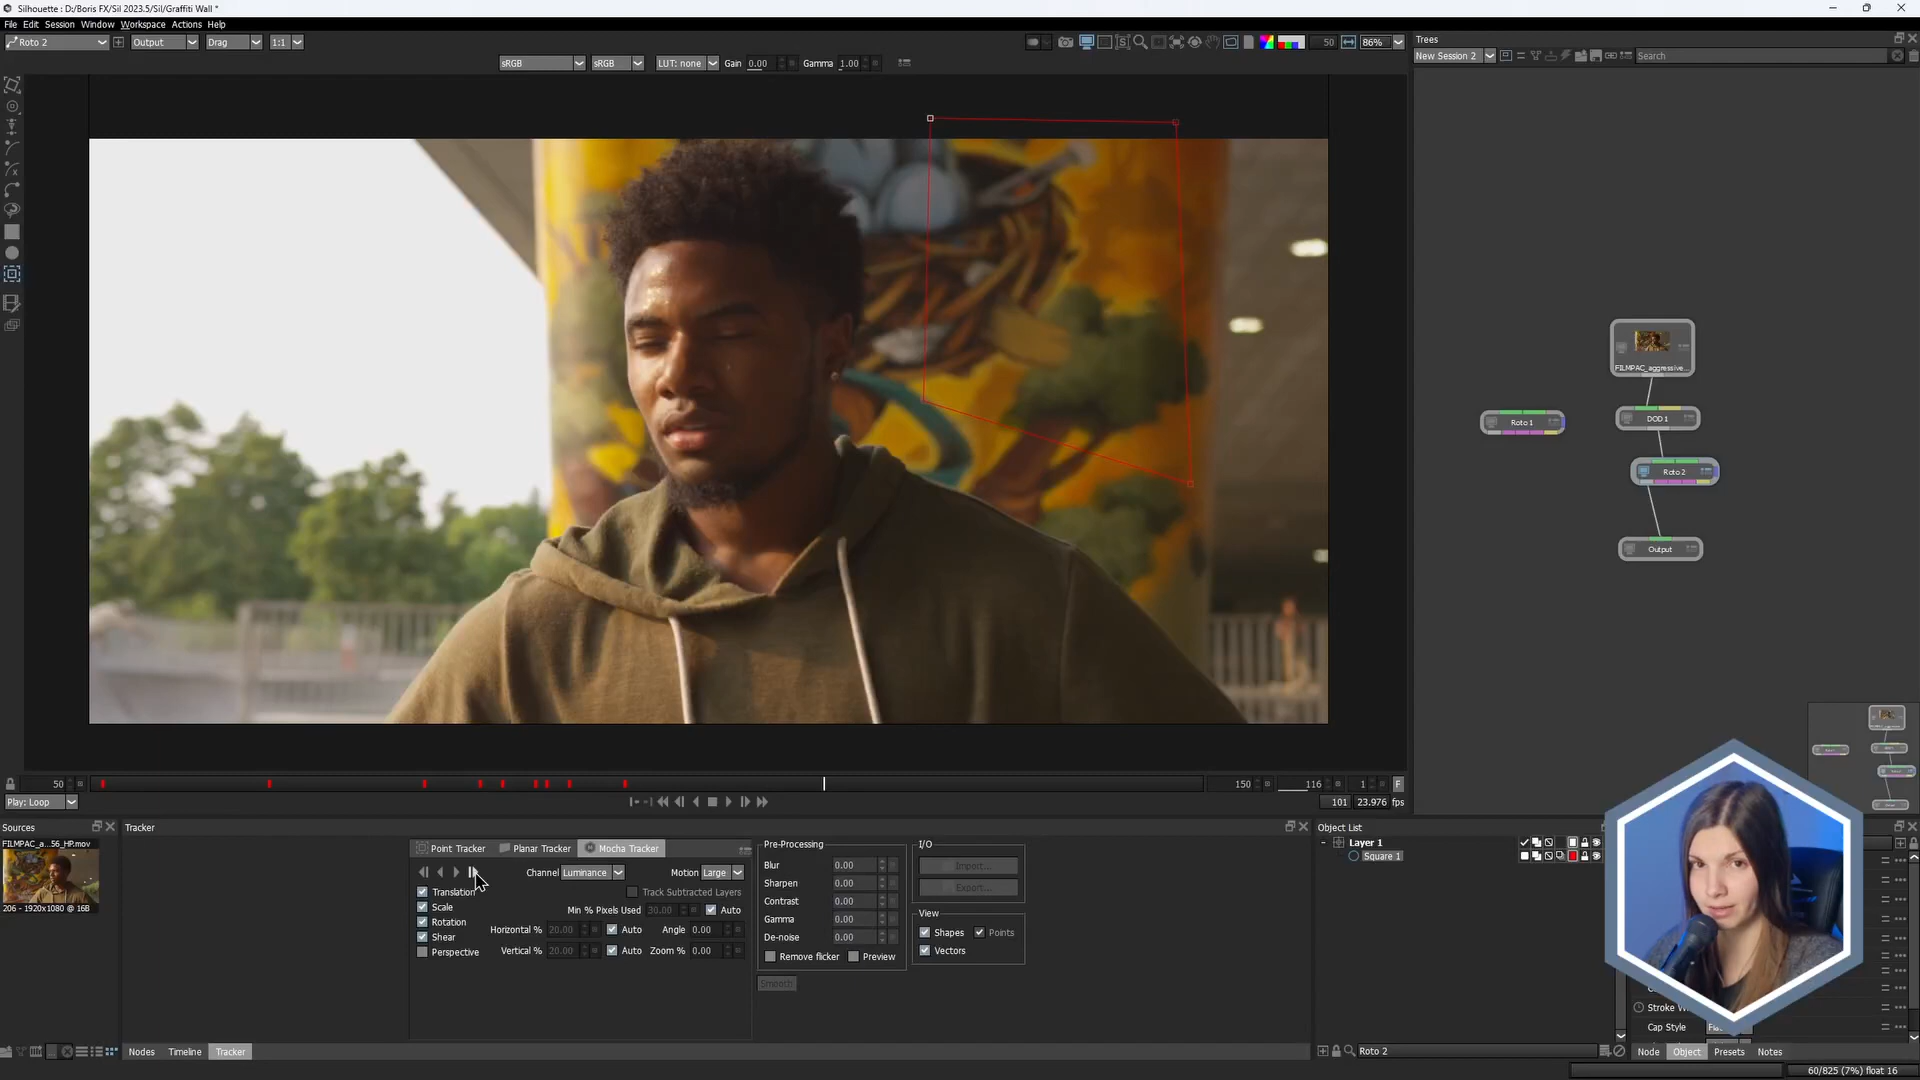 Silhouette : D:/Boris FX/Sil 2023.5/Sil/Graffiti Wall *
File Edit Session Window Workspace Actions Help
Roto 2 Output Drag 1:1 50 86%
sRGB sRGB LUT: none Gain 0.00 Gamma 1.00
Trees
New Session 2 Search
FILMPAC_aggressive...
Roto 1
DOD 1
Roto 2
Output
50 150 116 1 F
Play: Loop 101 23.976 fps
Sources
FILMPAC_a...56_HP.mov
206 - 1920x1080 @ 16B
Tracker
Point Tracker Planar Tracker Mocha Tracker
Channel Luminance Motion Large
Translation Track Subtracted Layers
Scale Min % Pixels Used 30.00 Auto
Rotation Horizontal % 20.00 Auto Angle 0.00
Shear
Perspective Vertical % 20.00 Auto Zoom % 0.00
Pre-Processing
Blur 0.00
Sharpen 0.00
Contrast 0.00
Gamma 0.00
De-noise 0.00
Remove flicker Preview
Smooth
I/O
Import...
Export...
View
Shapes Points
Vectors
Object List
Layer 1
Square 1
Stroke W
Cap Style
Roto 2
Nodes Timeline Tracker
Node Object Presets Notes
60/825 (7%) float 16